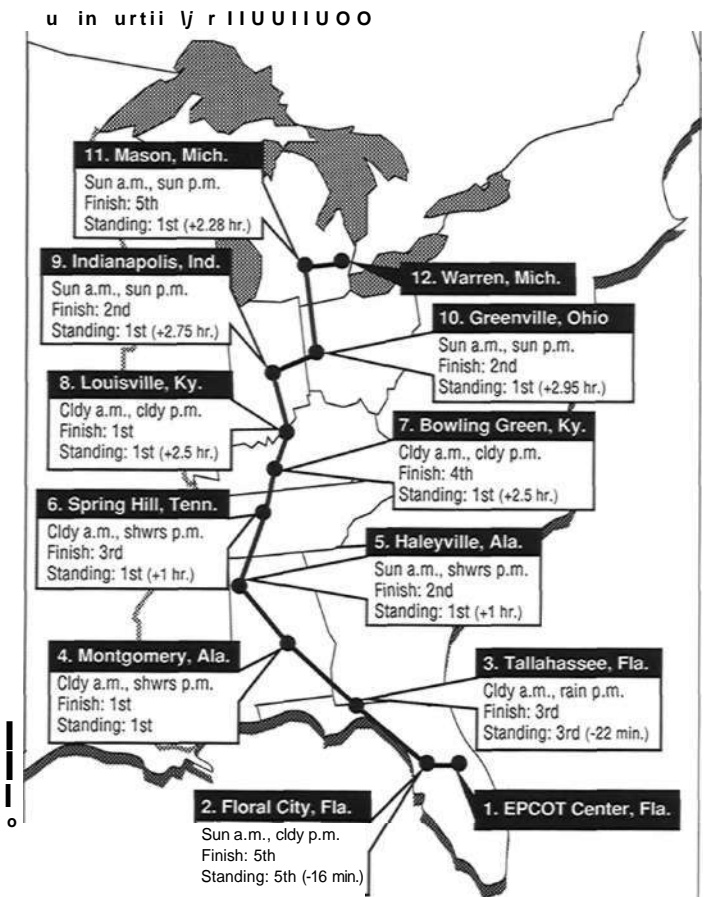 11. Mason, Mich.
Sun a.m., sun p.m.
Finish: 5th
Standing: 1st (+2.28 hr.)
9. Indianapolis, Ind.
Sun a.m., sun p.m.
Finish: 2nd
Standing: 1st (+2.75 hr.)
12. Warren, Mich.
10. Greenville, Ohio
Sun a.m., sun p.m.
Finish: 2nd
Standing: 1st (+2.95 hr.)
8. Louisville, Ky.
Cldy a.m., cldy p.m.
Finish: 1st
Standing: 1st (+2.5 hr.)
7. Bowling Green, Ky.
Cldy a.m., cldy p.m.
Finish: 4th
Standing: 1st (+2.5 hr.)
6. Spring Hill, Tenn.
Cldy a.m., shwrs p.m.
Finish: 3rd
Standing: 1st (+1 hr.)
5. Haleyville, Ala.
Sun a.m., shwrs p.m.
Finish: 2nd
Standing: 1st (+1 hr.)
4. Montgomery, Ala.
Cldy a.m., shwrs p.m.
Finish: 1st
Standing: 1st
3. Tallahassee, Fla.
Cldy a.m., rain p.m.
Finish: 3rd
Standing: 3rd (-22 min.)
2. Floral City, Fla.
Sun a.m., cldy p.m.
Finish: 5th
Standing: 5th (-16 min.)
1. EPCOT Center, Fla.